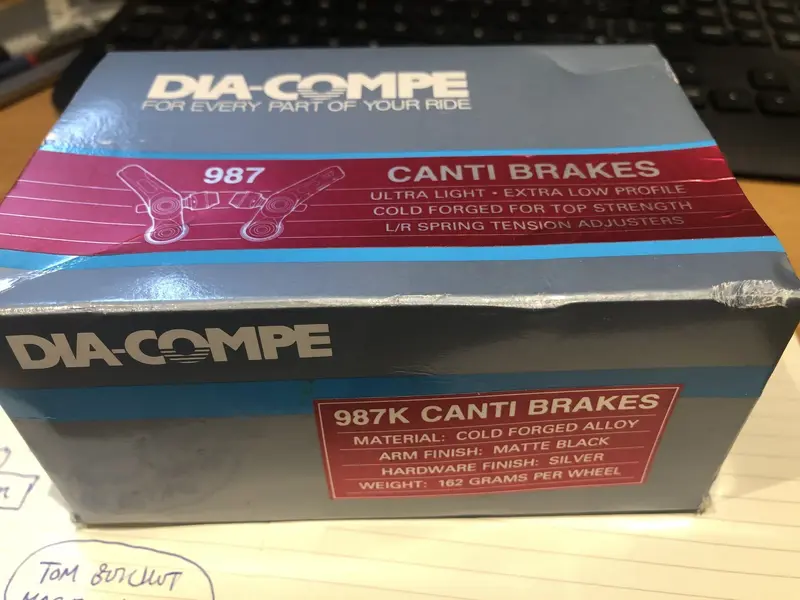 DIA-COMPE
FOR EVERY PART OF YOUR RIDE
987
CANTI BRAKES
ULTRA LIGHT • EXTRA LOW PROFILE
COLD FORGED FOR TOP STRENGTH
L/R SPRING TENSION ADJUSTERS
DIA-COMPE
987K CANTI BRAKES
MATERIAL: COLD FORGED ALLOY
ARM FINISH: MATTE BLACK
HARDWARE FINISH: SILVER
WEIGHT: 162 GRAMS PER WHEEL
TOM